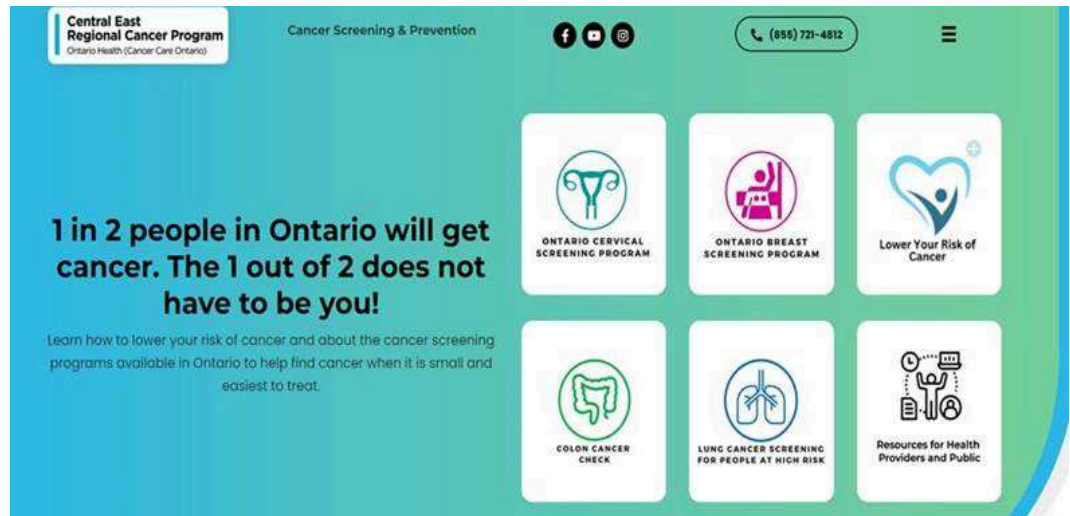 Central East
Regional Cancer Program
Ontario Health (Cancer Care Ontario)
Cancer Screening & Prevention
(855) 721-4812
1 in 2 people in Ontario will get
cancer. The 1 out of 2 does not
have to be you!
Learn how to lower your risk of cancer and about the cancer screening
programs available in Ontario to help find cancer when it is small and
easiest to treat.
ONTARIO CERVICAL
SCREENING PROGRAM
ONTARIO BREAST
SCREENING PROGRAM
Lower Your Risk of
Cancer
COLON CANCER
CHECK
LUNG CANCER SCREENING
FOR PEOPLE AT HIGH RISK
Resources for Health
Providers and Public